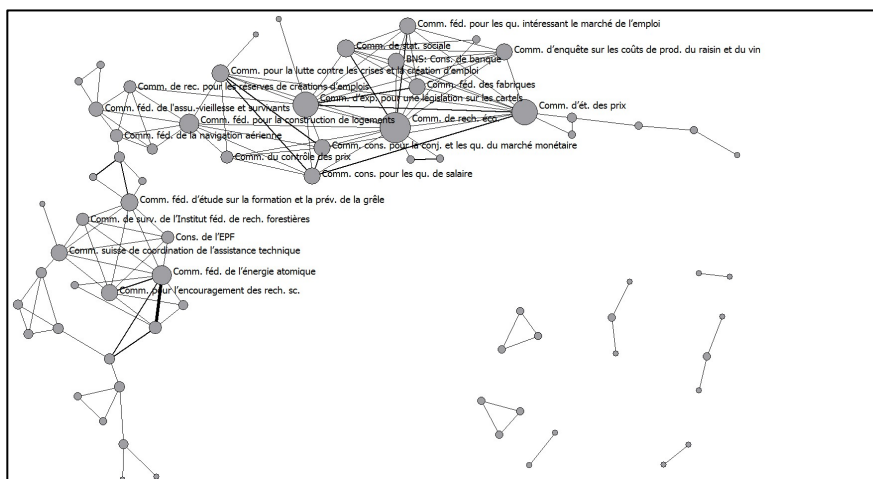 Comm. féd. pour les qu. intéressant le marché de l'emploi
Comm. de stat. sociale
Comm. d'enquête sur les coûts de prod. du raisin et du vin
BNS: Cons. de banque
Comm. pour la lutte contre les crises et la création d'emploi
Comm. de rec. pour les réserves de créations d'emplois
Comm. féd. des fabriques
Comm. d'exp. pour une législation sur les cartels
Comm. d'ét. des prix
Comm. féd. de l'assu.-vieillesse et survivants
Comm. féd. pour la construction de logements
Comm. de rech. éco.
Comm. féd. de la navigation aérienne
Comm. cons. pour la conj. et les qu. du marché monétaire
Comm. du contrôle des prix
Comm. cons. pour les qu. de salaire
Comm. féd. d'étude sur la formation et la prév. de la grêle
Comm. de surv. de l'Institut féd. de rech. forestières
Cons. de l'EPF
Comm. suisse de coordination de l'assistance technique
Comm. féd. de l'énergie atomique
Comm. pour l'encouragement des rech. sc.